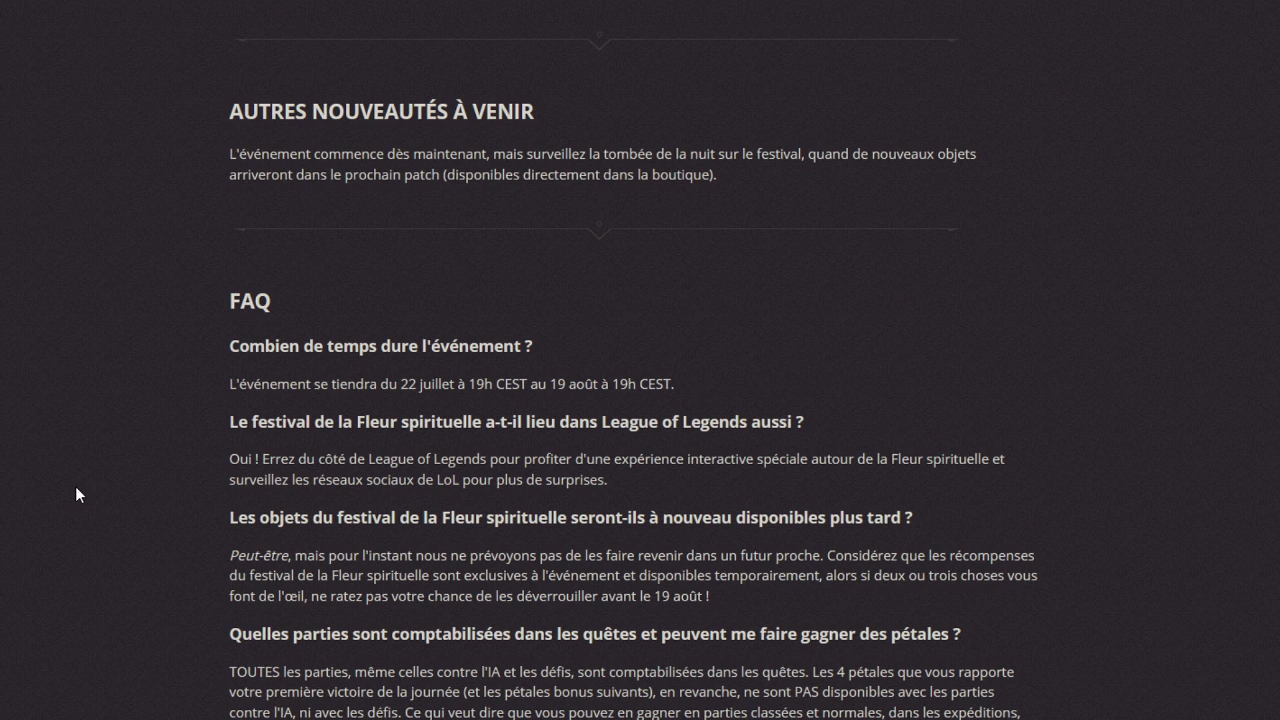 AUTRES NOUVEAUTÉS À VENIR
L'événement commence dès maintenant, mais surveillez la tombée de la nuit sur le festival, quand de nouveaux objets
arriveront dans le prochain patch (disponibles directement dans la boutique).
FAQ
Combien de temps dure l'événement ?
L'événement se tiendra du 22 juillet à 19h CEST au 19 août à 19h CEST.
Le festival de la Fleur spirituelle a-t-il lieu dans League of Legends aussi ?
Oui ! Errez du côté de League of Legends pour profiter d'une expérience interactive spéciale autour de la Fleur spirituelle et
surveillez les réseaux sociaux de LoL pour plus de surprises.
Les objets du festival de la Fleur spirituelle seront-ils à nouveau disponibles plus tard ?
Peut-être, mais pour l'instant nous ne prévoyons pas de les faire revenir dans un futur proche. Considérez que les récompenses
du festival de la Fleur spirituelle sont exclusives à l'événement et disponibles temporairement, alors si deux ou trois choses vous
font de l'œil, ne ratez pas votre chance de les déverrouiller avant le 19 août !
Quelles parties sont comptabilisées dans les quêtes et peuvent me faire gagner des pétales ?
TOUTES les parties, même celles contre l'IA et les défis, sont comptabilisées dans les quêtes. Les 4 pétales que vous rapporte
votre première victoire de la journée (et les pétales bonus suivants), en revanche, ne sont PAS disponibles avec les parties
contre l'IA, ni avec les défis. Ce qui veut dire que vous pouvez en gagner en parties classées et normales, dans les expéditions,